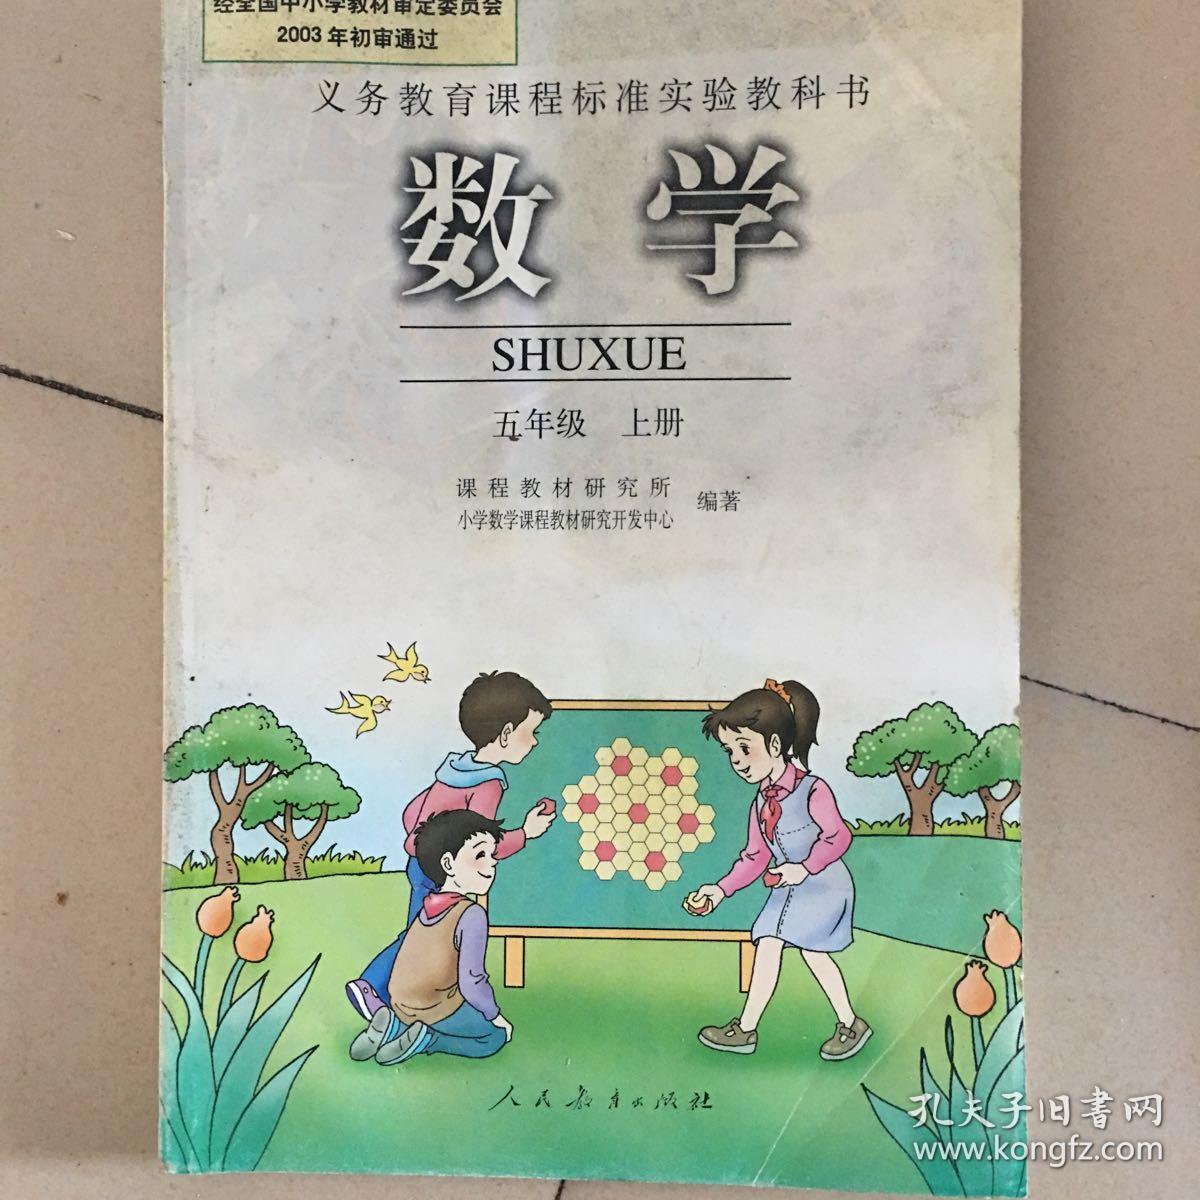 经全国中小学教材审定委员会
2003 年初审通过
义务教育课程标准实验教科书
数学
SHUXUE
五年级 上册
课程教材研究所
小学数学课程教材研究开发中心
编著
人民教育出版社
孔夫子旧书网
www.kongfz.com